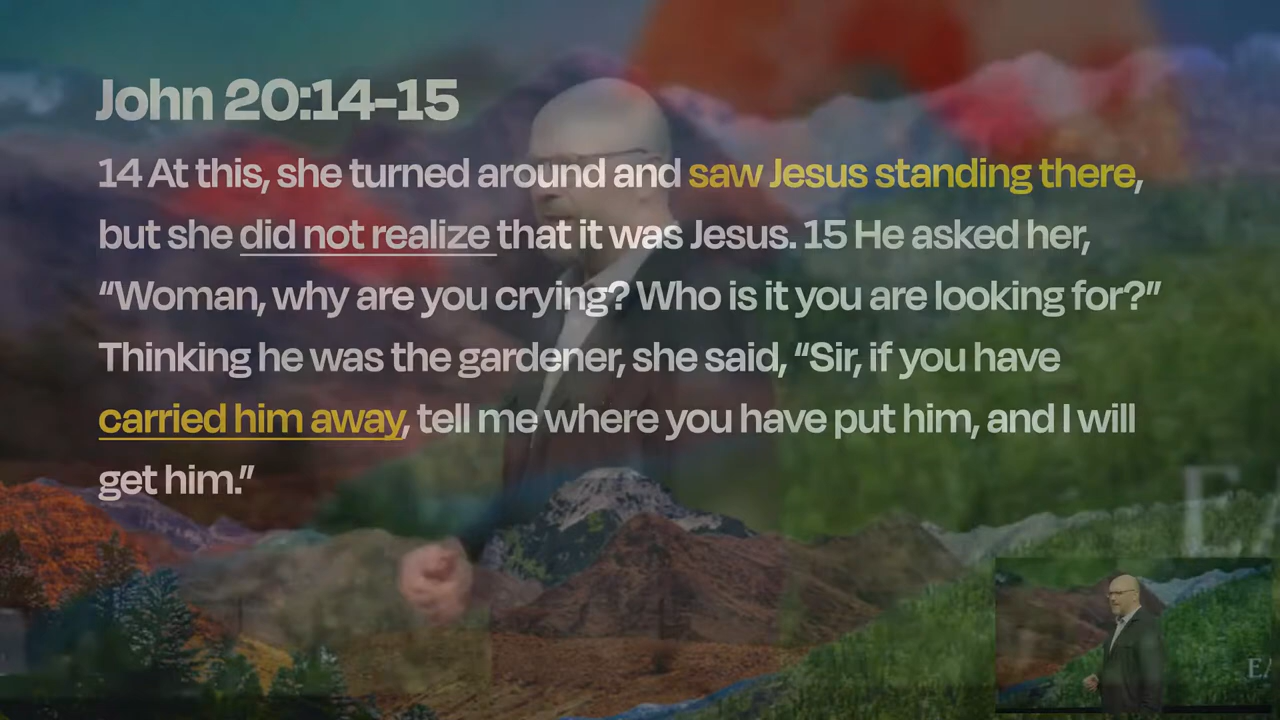 John 20:14-15
14 At this, she turned around and saw Jesus standing there,
but she did not realize that it was Jesus. 15 He asked her,
“Woman, why are you crying? Who is it you are looking for?”
Thinking he was the gardener, she said, “Sir, if you have
carried him away, tell me where you have put him, and I will
get him.”
EA
EA